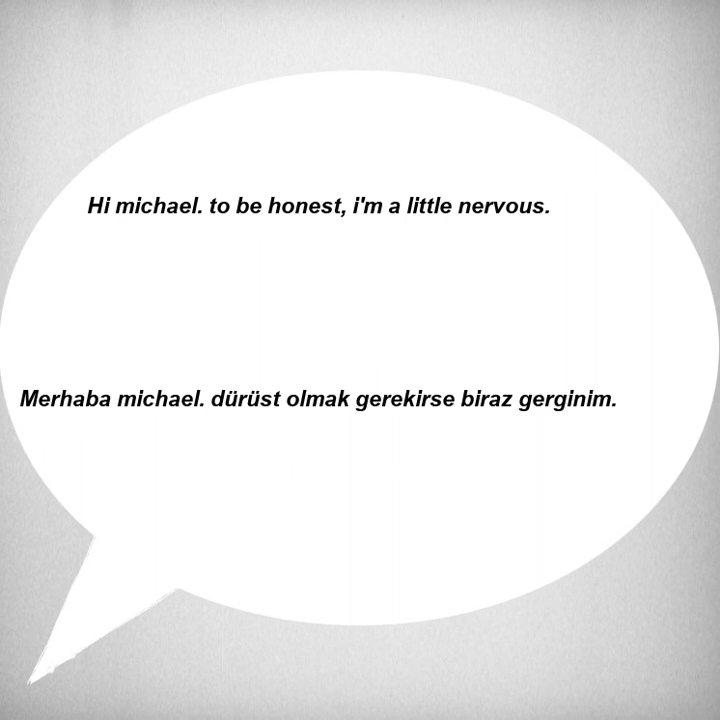 Hi michael. to be honest, i'm a little nervous.
Merhaba michael. dürüst olmak gerekirse biraz gerginim.